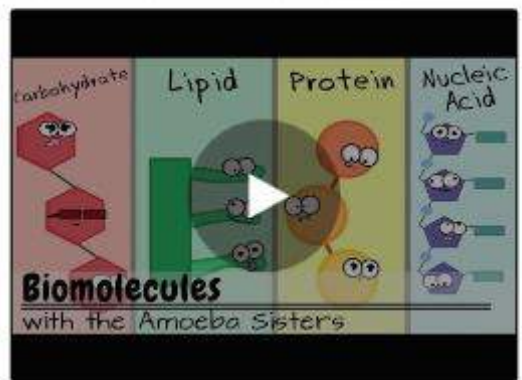 Carbohydrate
Lipid
Protein
Nucleic
Acid
Biomolecules
with the Amoeba Sisters